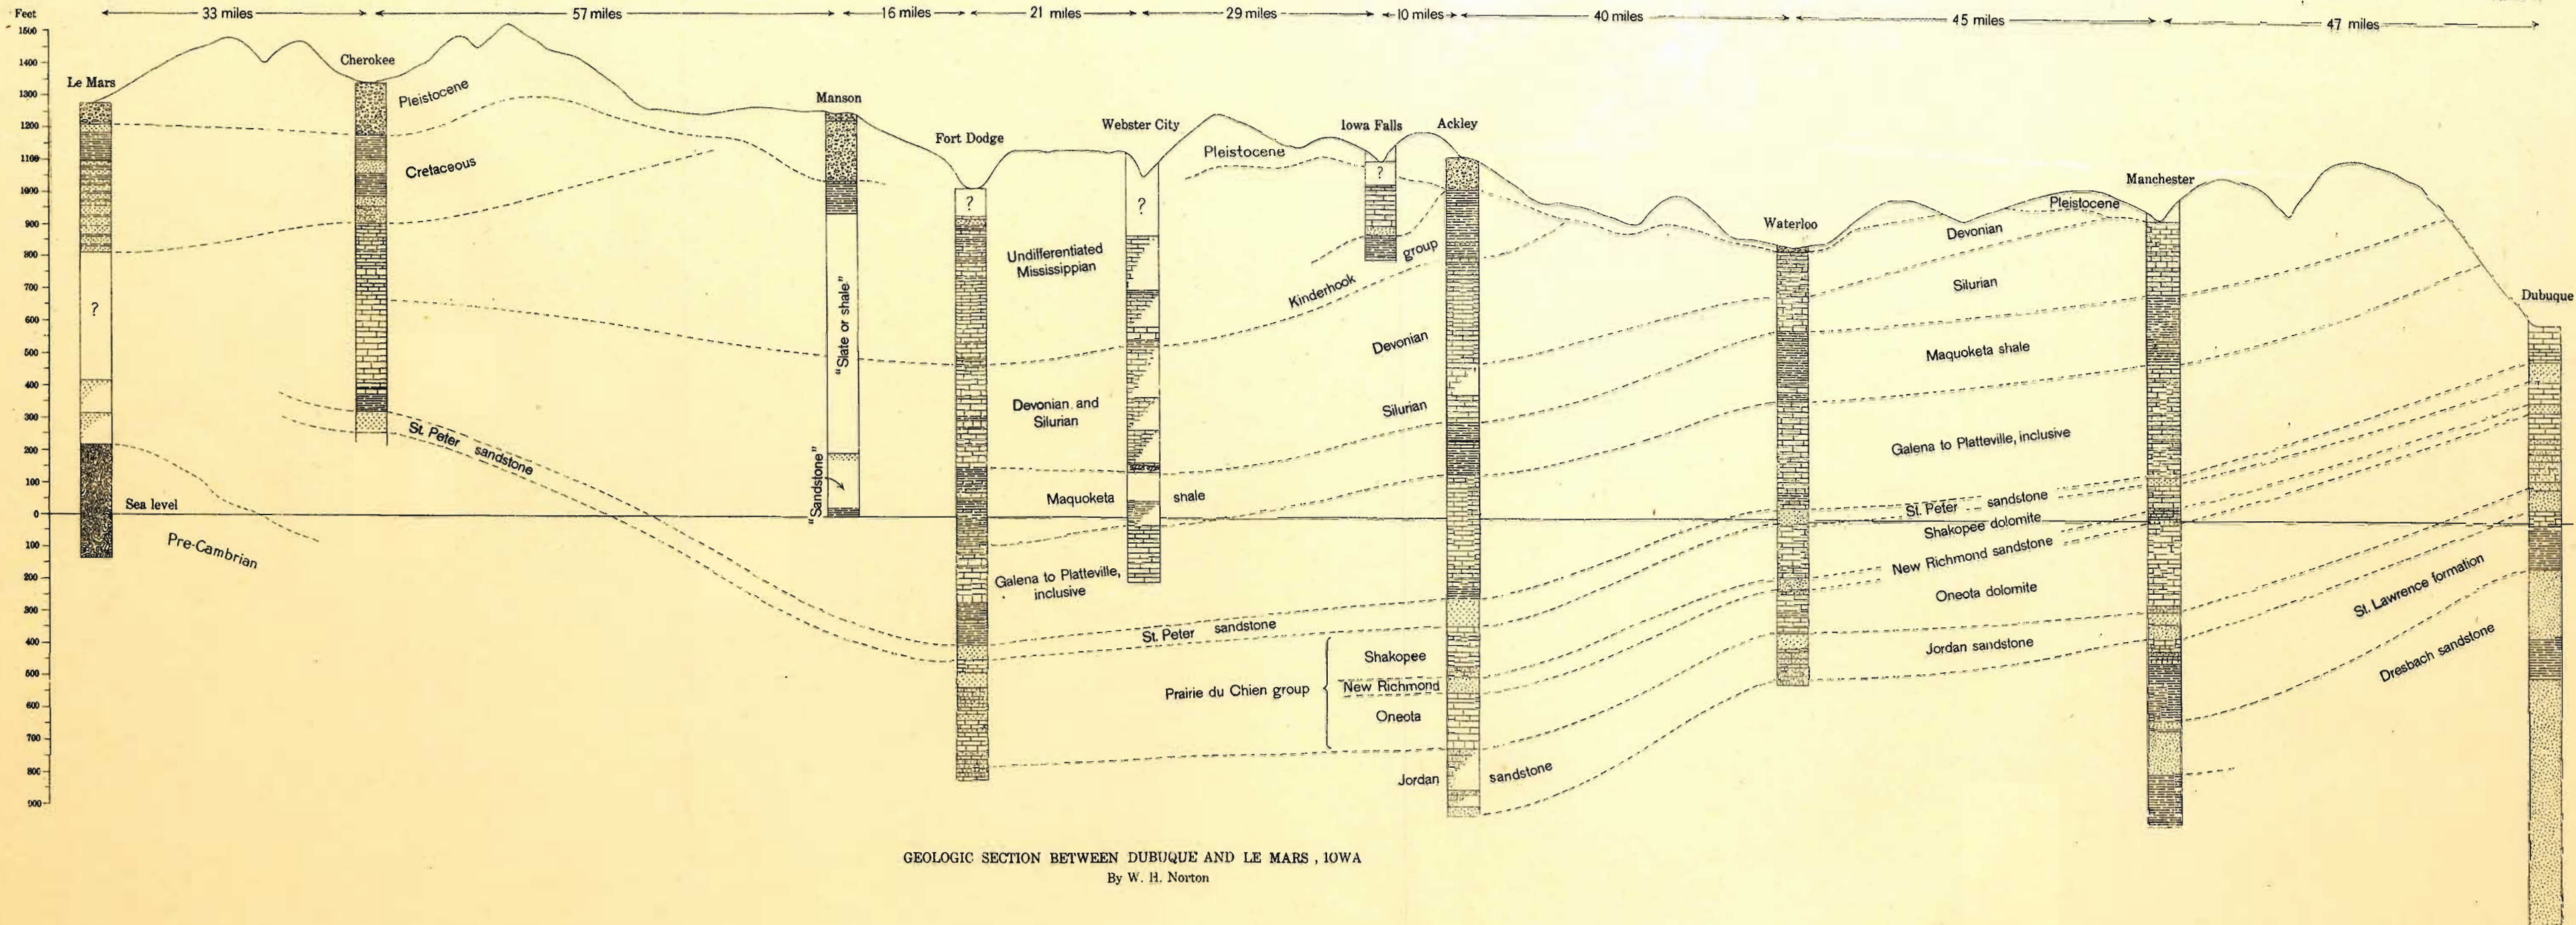 Feet
33 miles
57 miles
16 miles
21 miles
29 miles
10 miles
40 miles
45 miles
47 miles
1500
1400
1300
1200
1100
1000
900
800
700
600
500
400
300
200
100
0
100
200
300
400
500
600
700
800
900
Le Mars
Cherokee
Manson
Fort Dodge
Webster City
Iowa Falls
Ackley
Waterloo
Manchester
Dubuque
Pleistocene
Cretaceous
?
Sea level
Pre-Cambrian
St. Peter sandstone
"Slate or shale"
"Sandstone"
?
Undifferentiated
Mississippian
Devonian and
Silurian
Maquoketa shale
Galena to Platteville,
inclusive
?
Pleistocene
?
Kinderhook group
Devonian
Silurian
St. Peter sandstone
Prairie du Chien group
Shakopee
New Richmond
Oneota
Jordan sandstone
Pleistocene
Devonian
Silurian
Maquoketa shale
Galena to Platteville, inclusive
St. Peter sandstone
Shakopee dolomite
New Richmond sandstone
Oneota dolomite
Jordan sandstone
St. Lawrence formation
Dresbach sandstone
GEOLOGIC SECTION BETWEEN DUBUQUE AND LE MARS, IOWA
By W. H. Norton